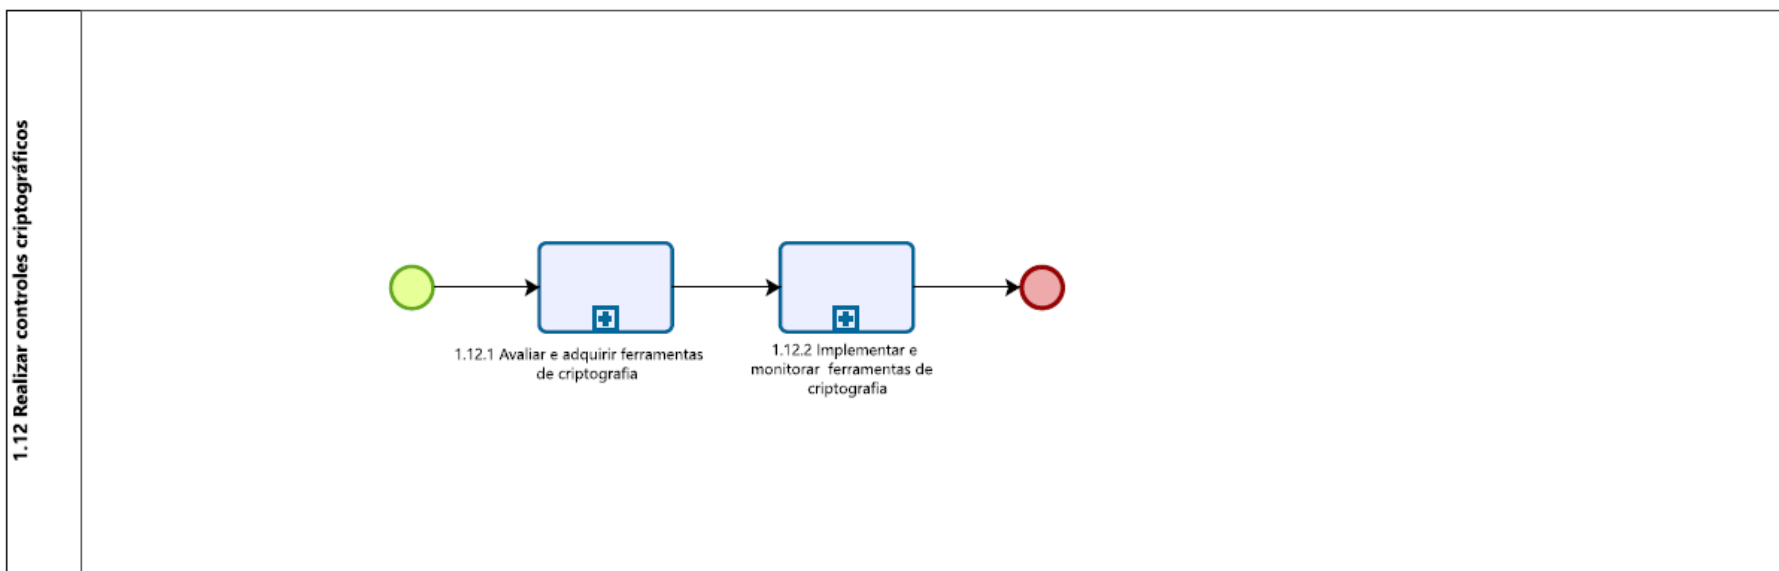 1.12 Realizar controles criptográficos
1.12.1 Avaliar e adquirir ferramentas
de criptografia
1.12.2 Implementar e
monitorar ferramentas de
criptografia